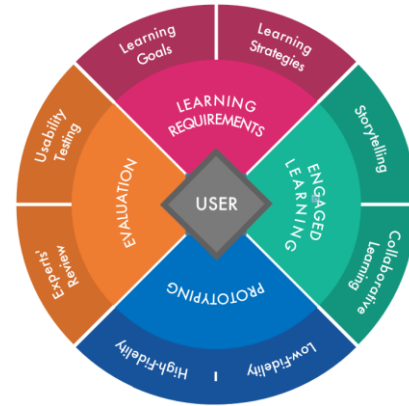 Learning
Goals
Learning
Strategies
LEARNING
REQUIREMENTS
Usability
Testing
Storytelling
EVALUATION
USER
ENGAGED
LEARNING
Experts'
Review
Collaborative
Learning
PROTOTYPING
High-Fidelity
Low-Fidelity